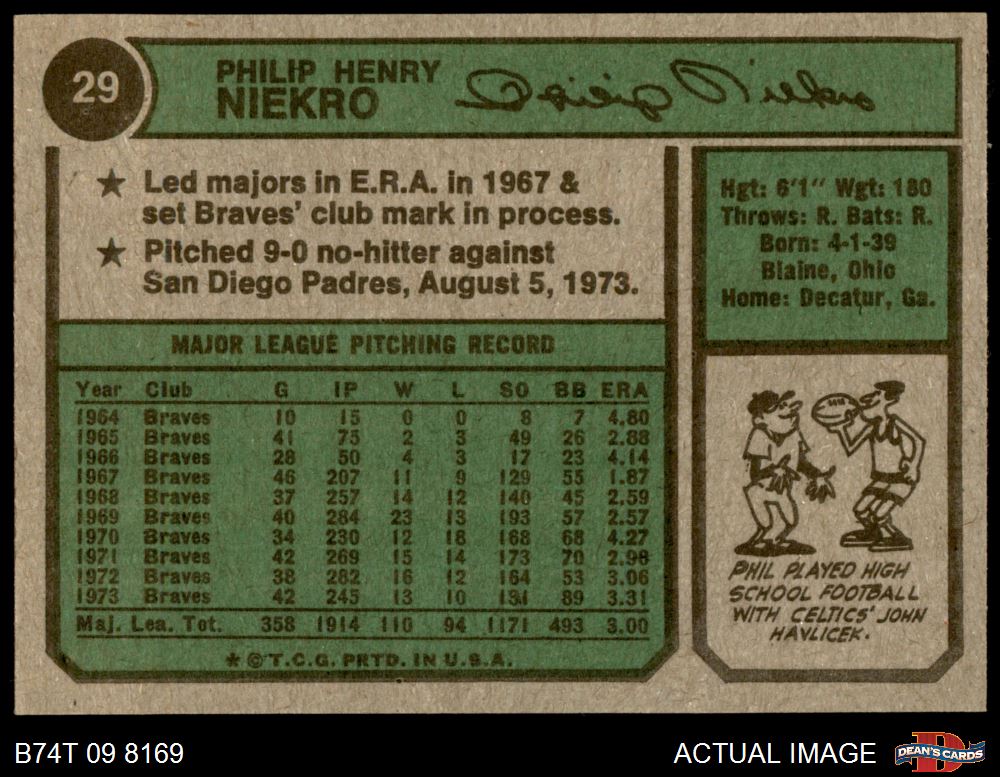 29
PHILIP HENRY
NIEKRO
Led majors in E.R.A. in 1967 &
set Braves' club mark in process.
Pitched 9-0 no-hitter against
San Diego Padres, August 5, 1973.
Hgt: 6'1" Wgt: 180
Throws: R. Bats: R.
Born: 4-1-39
Blaine, Ohio
Home: Decatur, Ga.
MAJOR LEAGUE PITCHING RECORD
Year Club G IP W L SO BB ERA
1964 Braves 10 15 0 0 8 7 4.80
1965 Braves 41 75 2 3 49 26 2.88
1966 Braves 28 50 4 3 17 23 4.14
1967 Braves 46 207 11 9 129 55 1.87
1968 Braves 37 257 14 12 140 45 2.59
1969 Braves 40 284 23 13 193 57 2.57
1970 Braves 34 230 12 18 168 68 4.27
1971 Braves 42 269 15 14 173 70 2.98
1972 Braves 38 282 16 12 164 53 3.06
1973 Braves 42 245 13 10 131 89 3.31
Maj. Lea. Tot. 358 1914 110 94 1171 493 3.00
* © T.C.G. PRTD. IN U.S.A.
PHIL PLAYED HIGH
SCHOOL FOOTBALL
WITH CELTICS' JOHN
HAVLICEK.
B74T 09 8169
ACTUAL IMAGE
DEAN'S CARDS